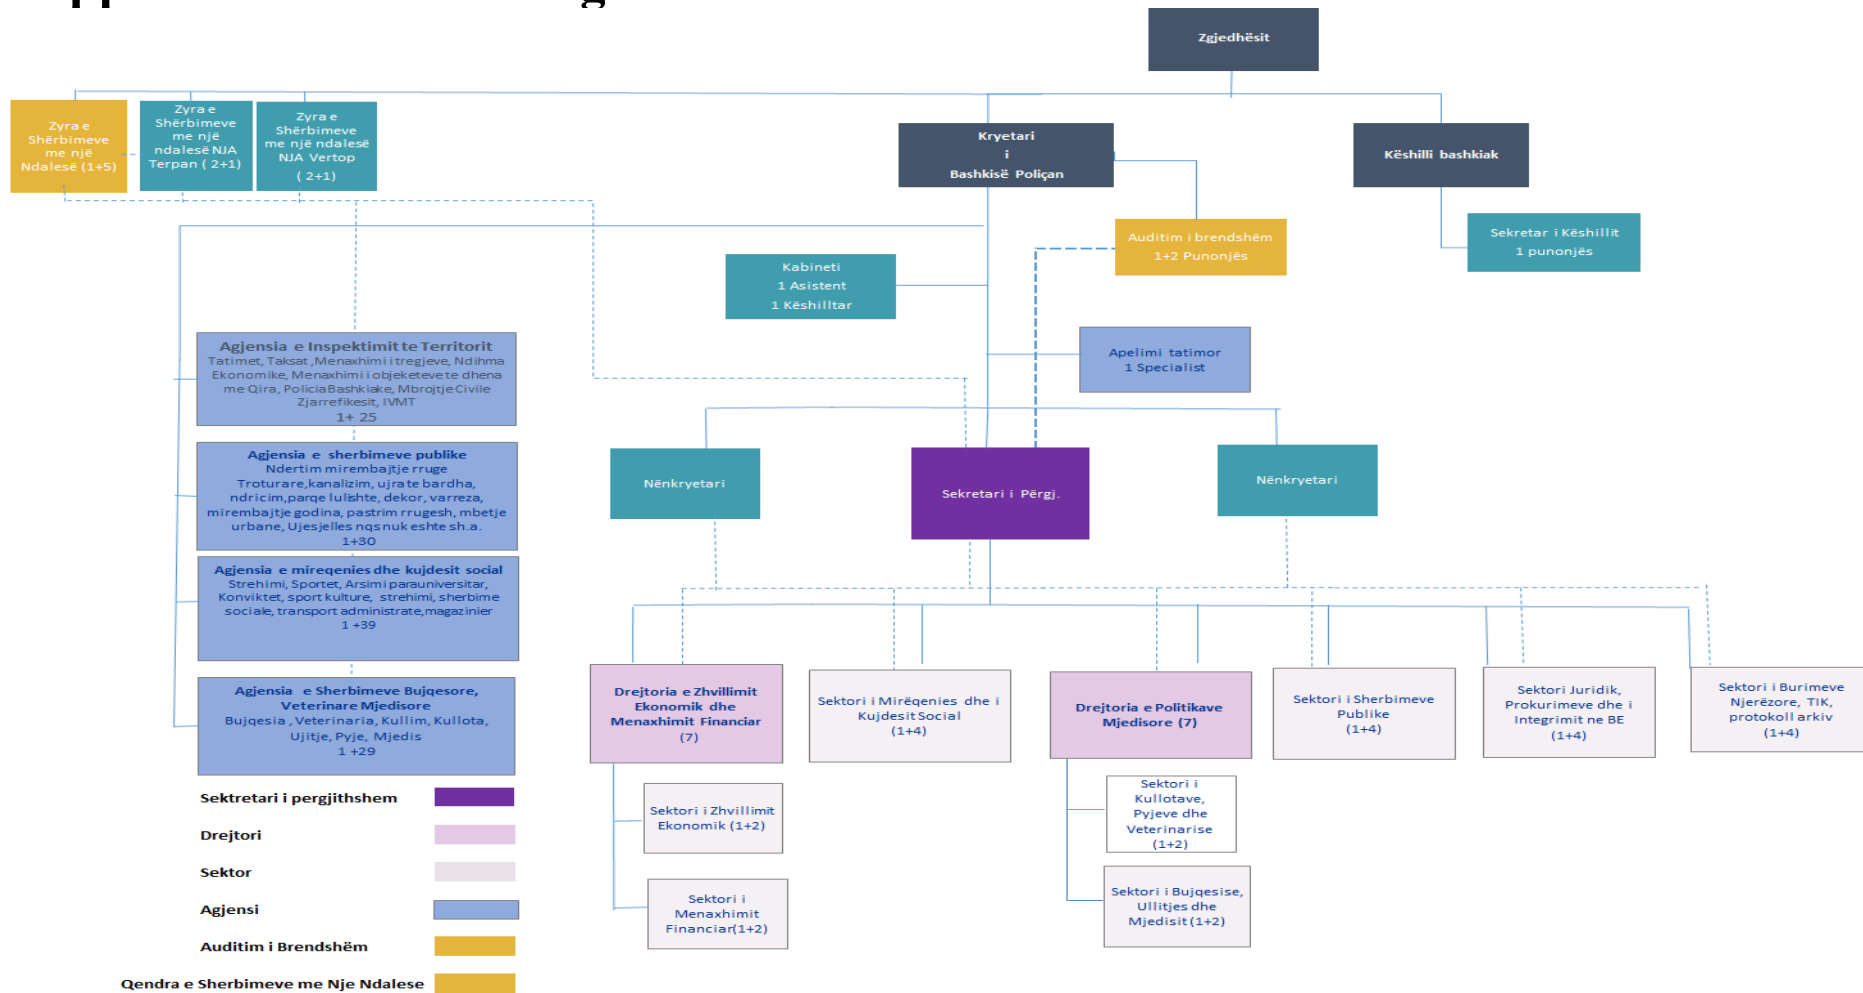 Zgjedhësit
Zyra e
Shërbimeve
me një
Ndalesë (1+5)
Zyra e
Shërbimeve
me një
ndalesë NJA
Terpan ( 2+1)
Zyra e
Shërbimeve
me një ndalesë
NJA Vertop
( 2+1)
Kryetari
i
Bashkisë Poliçan
Këshilli bashkiak
Auditim i brendshëm
1+2 Punonjës
Sekretar i Këshillit
1 punonjës
Kabineti
1 Asistent
1 Këshilltar
Apelimi tatimor
1 Specialist
Agjensia e Inspektimit te Territorit
Tatimet, Taksat ,Menaxhimi i tregjeve, Ndihma
Ekonomike, Menaxhimi i objeketeve te dhena
me Qira, PoliciaBashkiake, Mbrojtje Civile
Zjarrefikesit, IVMT
1+ 25
Agjensia e sherbimeve publike
Ndertim mirembajtje rruge
Troturare,kanalizim, ujrate bardha,
ndricim,parqe lulishte, dekor, varreza,
mirembajtje godina, pastrim rrugesh, mbetje
urbane, Ujesjelles nqs nuk eshte sh.a.
1+30
Agjensia e mireqenies dhe kujdesit social
Strehimi, Sportet, Arsimi parauniversitar,
Konviktet, sport kulture, strehimi, sherbime
sociale, transport administrate,magazinier
1 +39
Agjensia e Sherbimeve Bujqesore,
Veterinare Mjedisore
Bujqesia , Veterinaria, Kullim, Kullota,
Ujitje, Pyje, Mjedis
1 +29
Nënkryetari
Sekretari i Përgj.
Nënkryetari
Drejtoria e Zhvillimit
Ekonomik dhe
Menaxhimit Financiar
(7)
Sektori i Mirëqenies dhe i
Kujdesit Social
(1+4)
Drejtoria e Politikave
Mjedisore (7)
Sektori i Sherbimeve
Publike
(1+4)
Sektori Juridik,
Prokurimeve dhe i
Integrimit ne BE
(1+4)
Sektori i Burimeve
Njerëzore, TIK,
protokoll arkiv
(1+4)
Sektori i Zhvillimit
Ekonomik (1+2)
Sektori i
Menaxhimit
Financiar(1+2)
Sektori i
Kullotave,
Pyjeve dhe
Veterinarise
(1+2)
Sektori i Bujqesise,
Ullitjes dhe
Mjedisit (1+2)
Sektretari i pergjithshem
Drejtori
Sektor
Agjensi
Auditim i Brendshëm
Qendra e Sherbimeve me Nje Ndalese